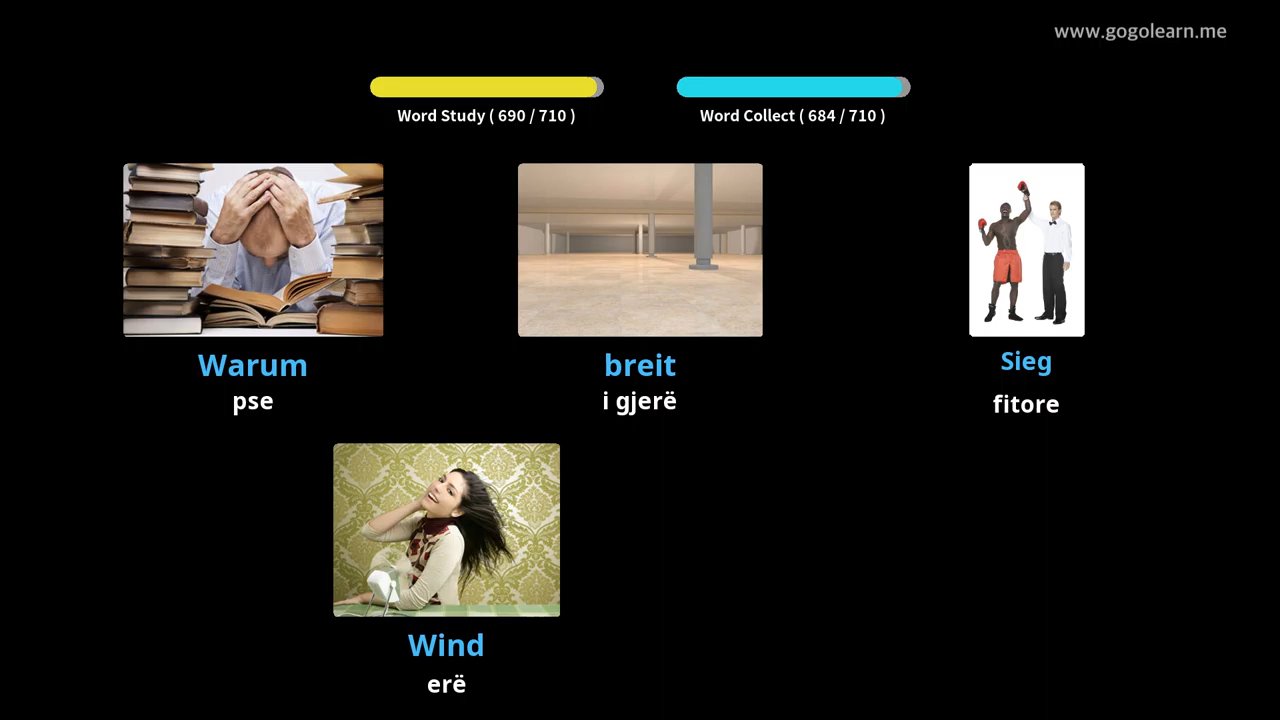 www.gogolearn.me
Word Study ( 690 / 710 )
Word Collect ( 684 / 710 )
Warum
pse
breit
i gjerë
Sieg
fitore
Wind
erë